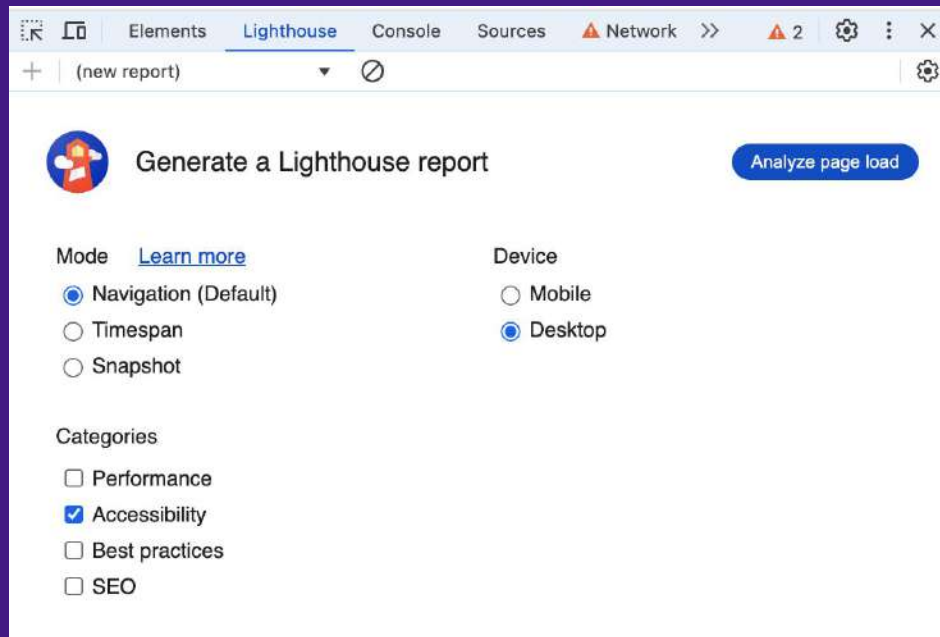 Elements Lighthouse Console Sources Network 2
(new report)
Generate a Lighthouse report Analyze page load
Mode Learn more Device
Navigation (Default) Mobile
Timespan Desktop
Snapshot
Categories
Performance
Accessibility
Best practices
SEO